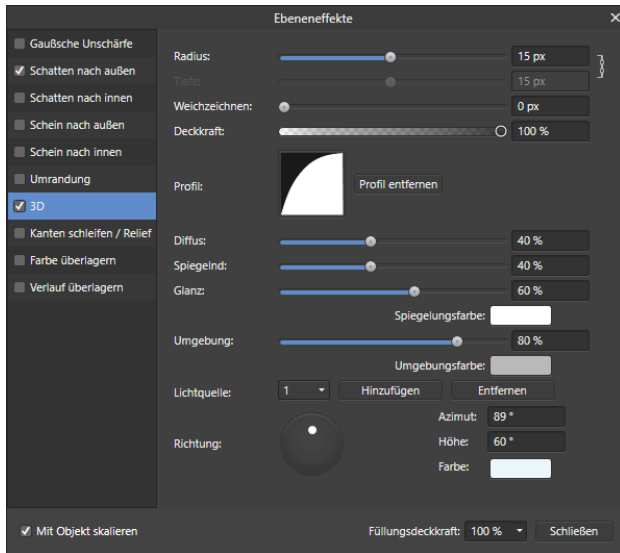 Ebeneneffekte
Gaußsche Unschärfe
Schatten nach außen
Schatten nach innen
Schein nach außen
Schein nach innen
Umrandung
3D
Kanten schleifen / Relief
Farbe überlagern
Verlauf überlagern
Radius: 15 px
Tiefe: 15 px
Weichzeichnen: 0 px
Deckkraft: 100 %
Profil: Profil entfernen
Diffus: 40 %
Spiegelnd: 40 %
Glanz: 60 %
Spiegelungsfarbe:
Umgebung: 80 %
Umgebungsfarbe:
Lichtquelle: 1 Hinzufügen Entfernen
Azimut: 89 °
Richtung: Höhe: 60 °
Farbe:
Mit Objekt skalieren Füllungsdeckkraft: 100 % Schließen